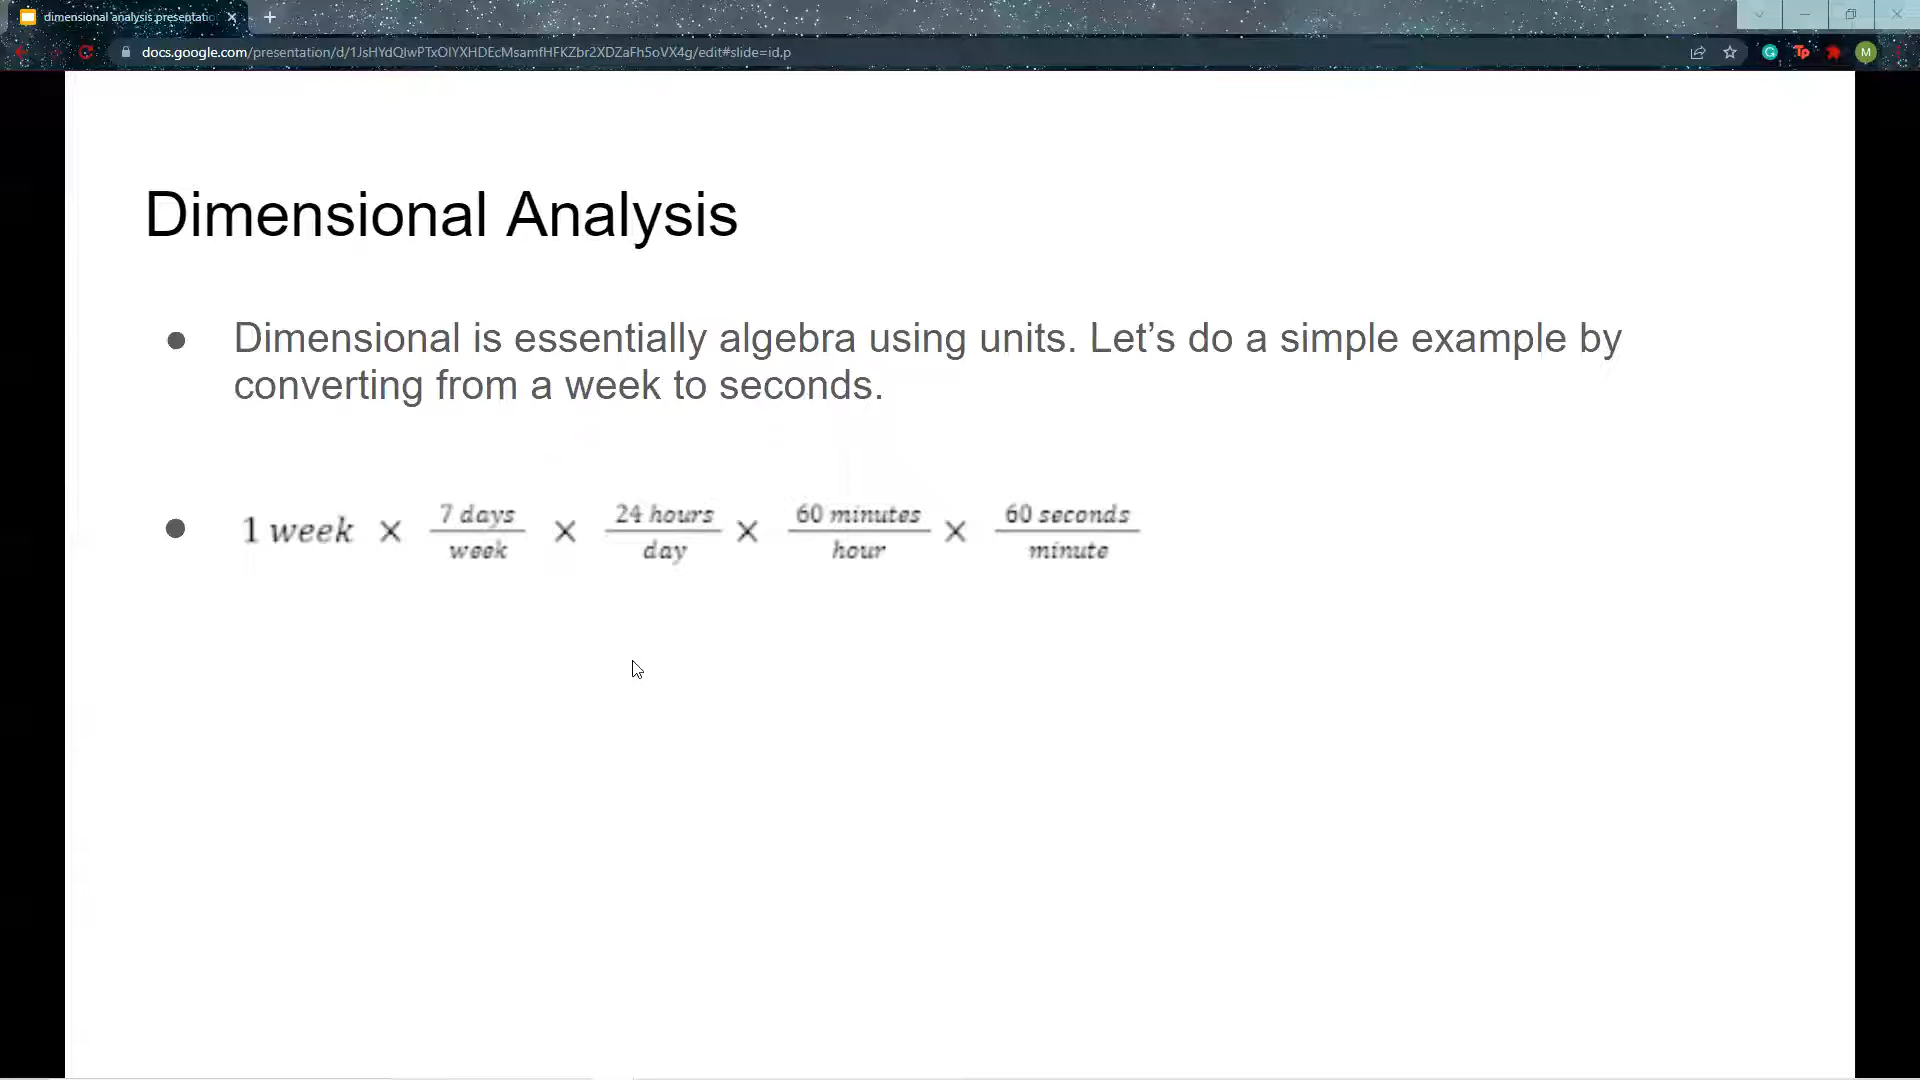 dimensional analysis presentatio
docs.google.com/presentation/d/1JsHYdQlwPTxOlYXHDEcMsamfHFKZbr2XDZaFh5oVX4g/edit#slide=id.p
Dimensional Analysis
● Dimensional is essentially algebra using units. Let’s do a simple example by
converting from a week to seconds.
● 1 week × 7 days/week × 24 hours/day × 60 minutes/hour × 60 seconds/minute